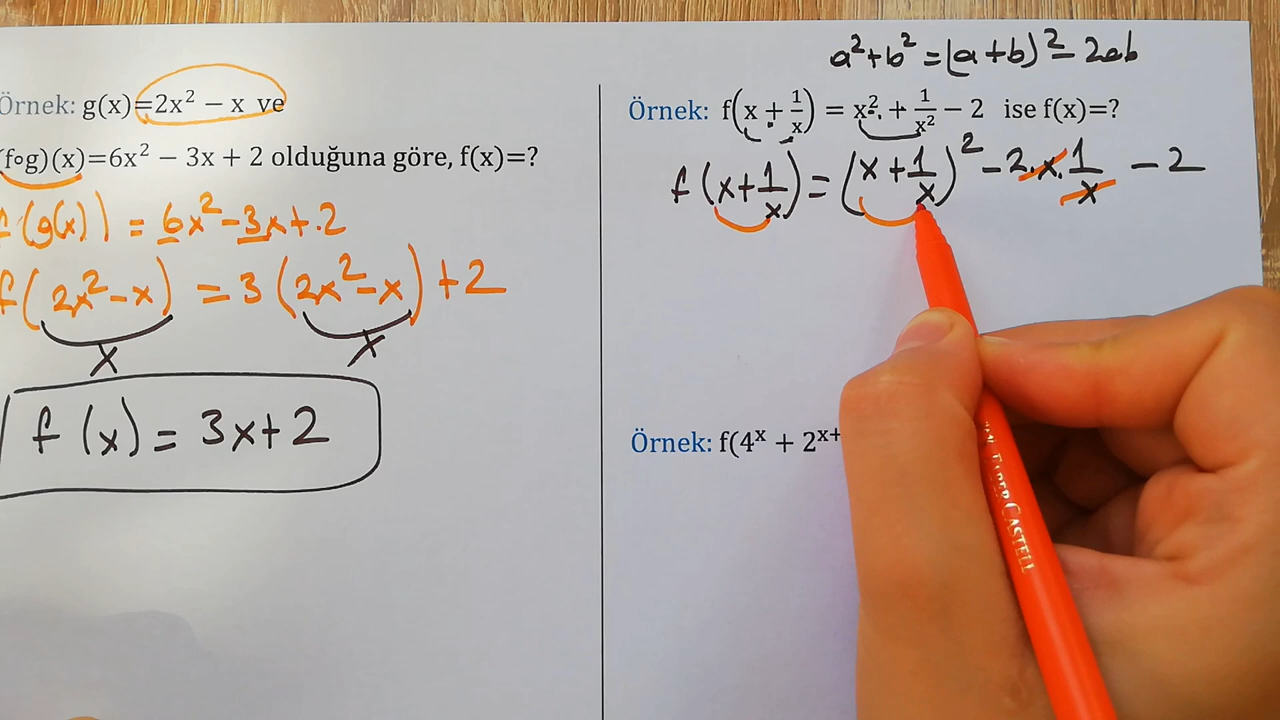 Örnek: g(x)=2x² − x ve
(f∘g)(x)=6x² − 3x + 2 olduğuna göre, f(x)=?
f(g(x)) = 6x² - 3x + 2
f(2x² - x) = 3(2x² - x) + 2
x x
f(x) = 3x + 2
a² + b² = (a + b)² - 2ab
Örnek: f(x + 1/x) = x² + 1/x² − 2 ise f(x)=?
f(x + 1/x) = (x + 1/x)² - 2.x.1/x - 2
Örnek: f(4ˣ + 2ˣ⁺
FABER CASTELL